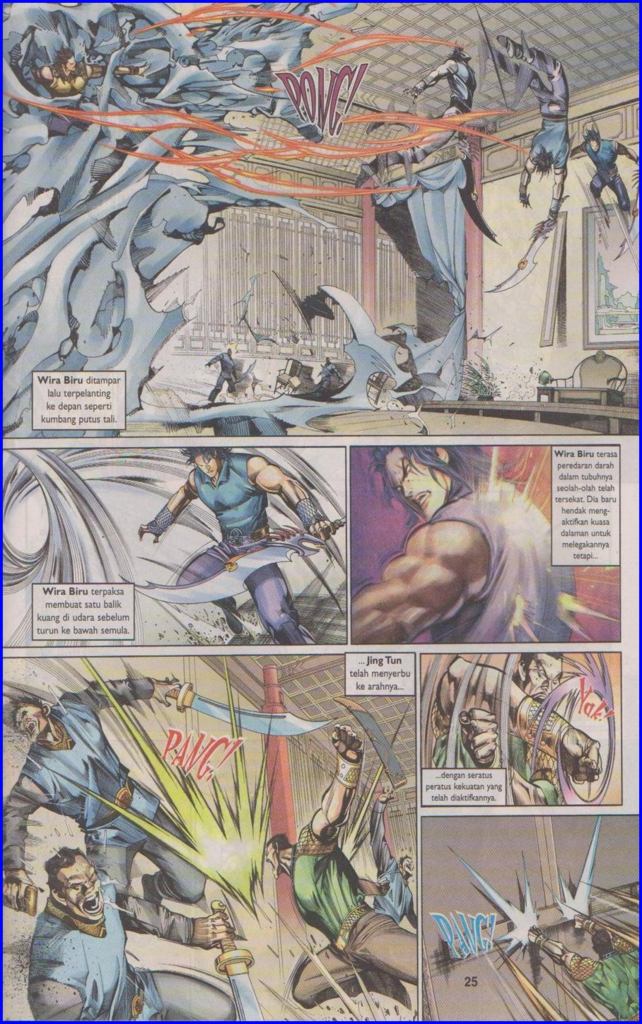 PONG!
Wira Biru ditampar
lalu terpelanting
ke depan seperti
kumbang putus tali.
Wira Biru terpaksa
membuat satu balik
kuang di udara sebelum
turun ke bawah semula.
Wira Biru terasa
peredaran darah
dalam tubuhnya
seolah-olah telah
tersekat. Dia baru
hendak meng-
aktifkan kuasa
dalaman untuk
melegakannya
tetapi...
... Jing Tun
telah menyerbu
ke arahnya...
PANG!
Yak!
...dengan seratus
peratus kekuatan yang
telah diaktifkannya.
PANG!
25